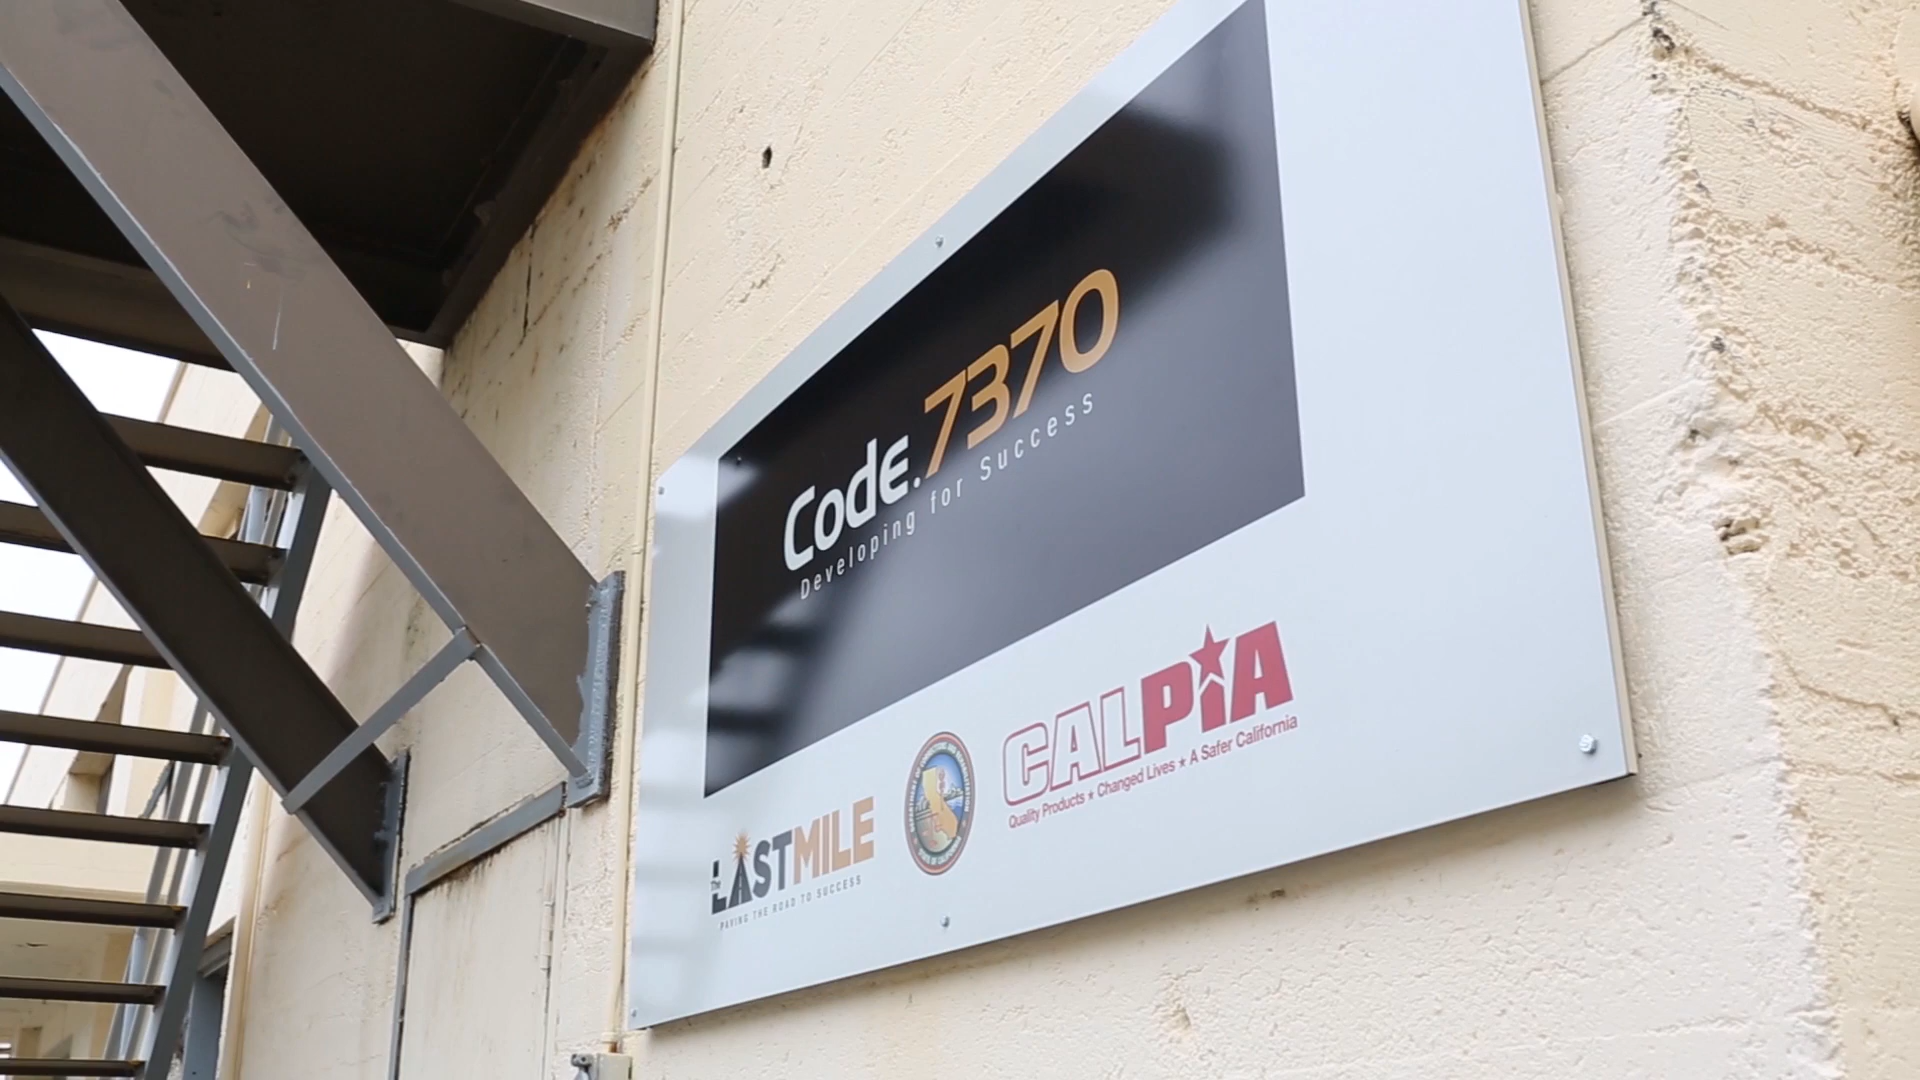 Code.7370
Developing for Success
The LASTMILE
PAVING THE ROAD TO SUCCESS
CALPiA
Quality Products ★ Changed Lives ★ A Safer California